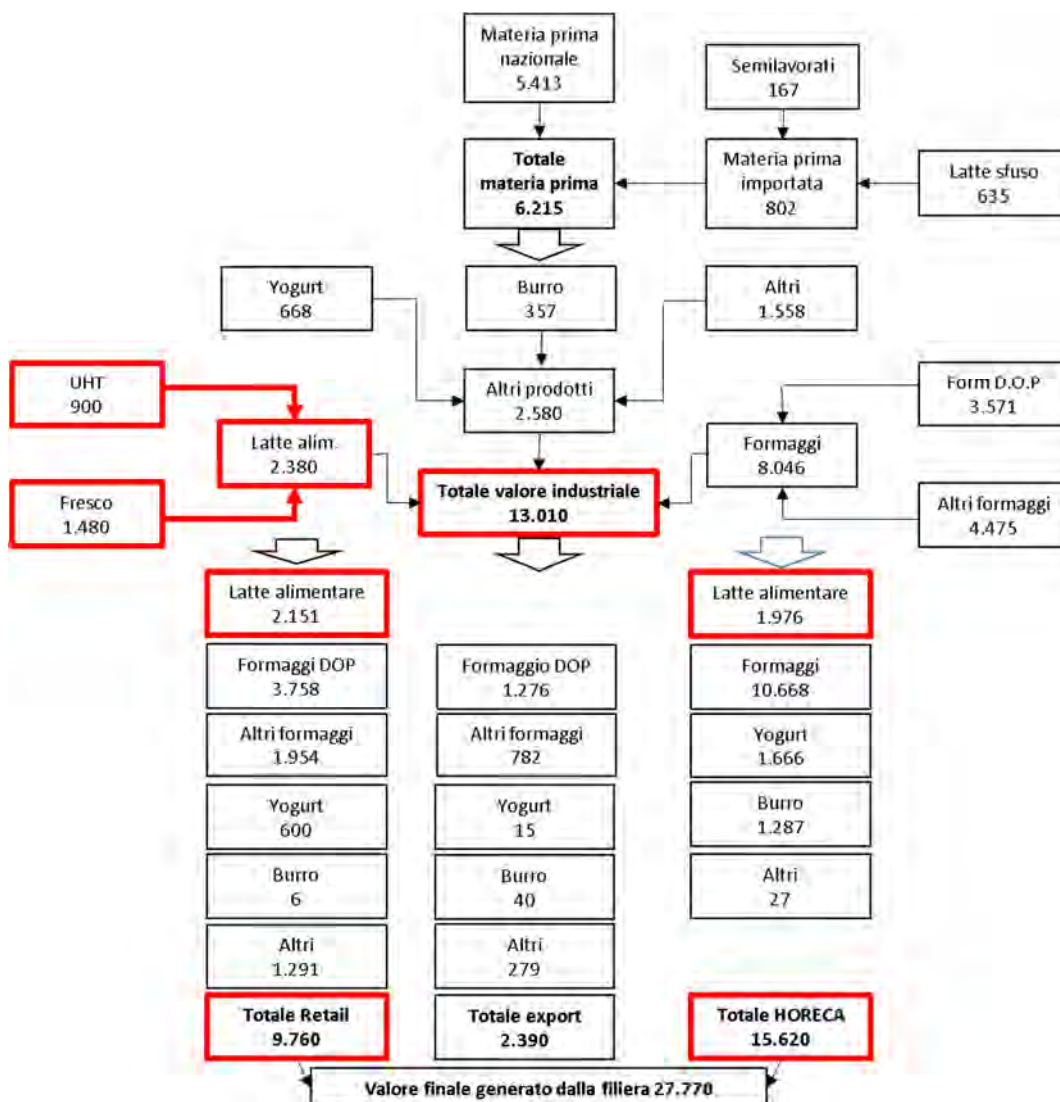 Materia prima
nazionale
5.413
Semilavorati
167
Totale
materia prima
6.215
Materia prima
importata
802
Latte sfuso
635
Yogurt
668
Burro
357
Altri
1.558
UHT
900
Altri prodotti
2.580
Form D.O.P
3.571
Latte alim.
2.380
Formaggi
8.046
Totale valore industriale
13.010
Fresco
1.480
Altri formaggi
4.475
Latte alimentare
2.151
Formaggi DOP
3.758
Altri formaggi
1.954
Yogurt
600
Burro
6
Altri
1.291
Totale Retail
9.760
Formaggio DOP
1.276
Altri formaggi
782
Yogurt
15
Burro
40
Altri
279
Totale export
2.390
Latte alimentare
1.976
Formaggi
10.668
Yogurt
1.666
Burro
1.287
Altri
27
Totale HORECA
15.620
Valore finale generato dalla filiera 27.770